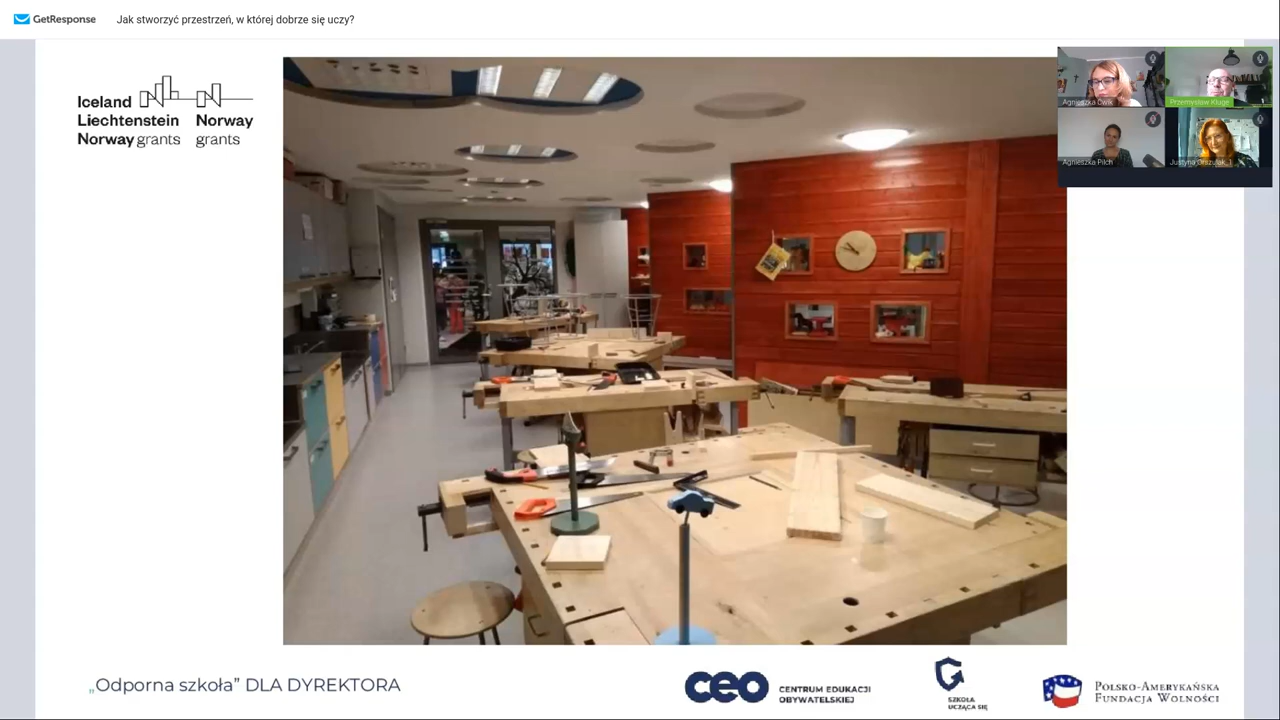 GetResponse
Jak stworzyć przestrzeń, w której dobrze się uczy?
Iceland
Liechtenstein Norway
Norway grants grants
Agnieszka Ćwik
Przemysław Kluge
Agnieszka Pilch
Justyna
„Odporna szkoła” DLA DYREKTORA
ceo CENTRUM EDUKACJI
OBYWATELSKIEJ
SZKOŁA
UCZĄCA SIĘ
POLSKO-AMERYKAŃSKA
FUNDACJA WOLNOŚCI